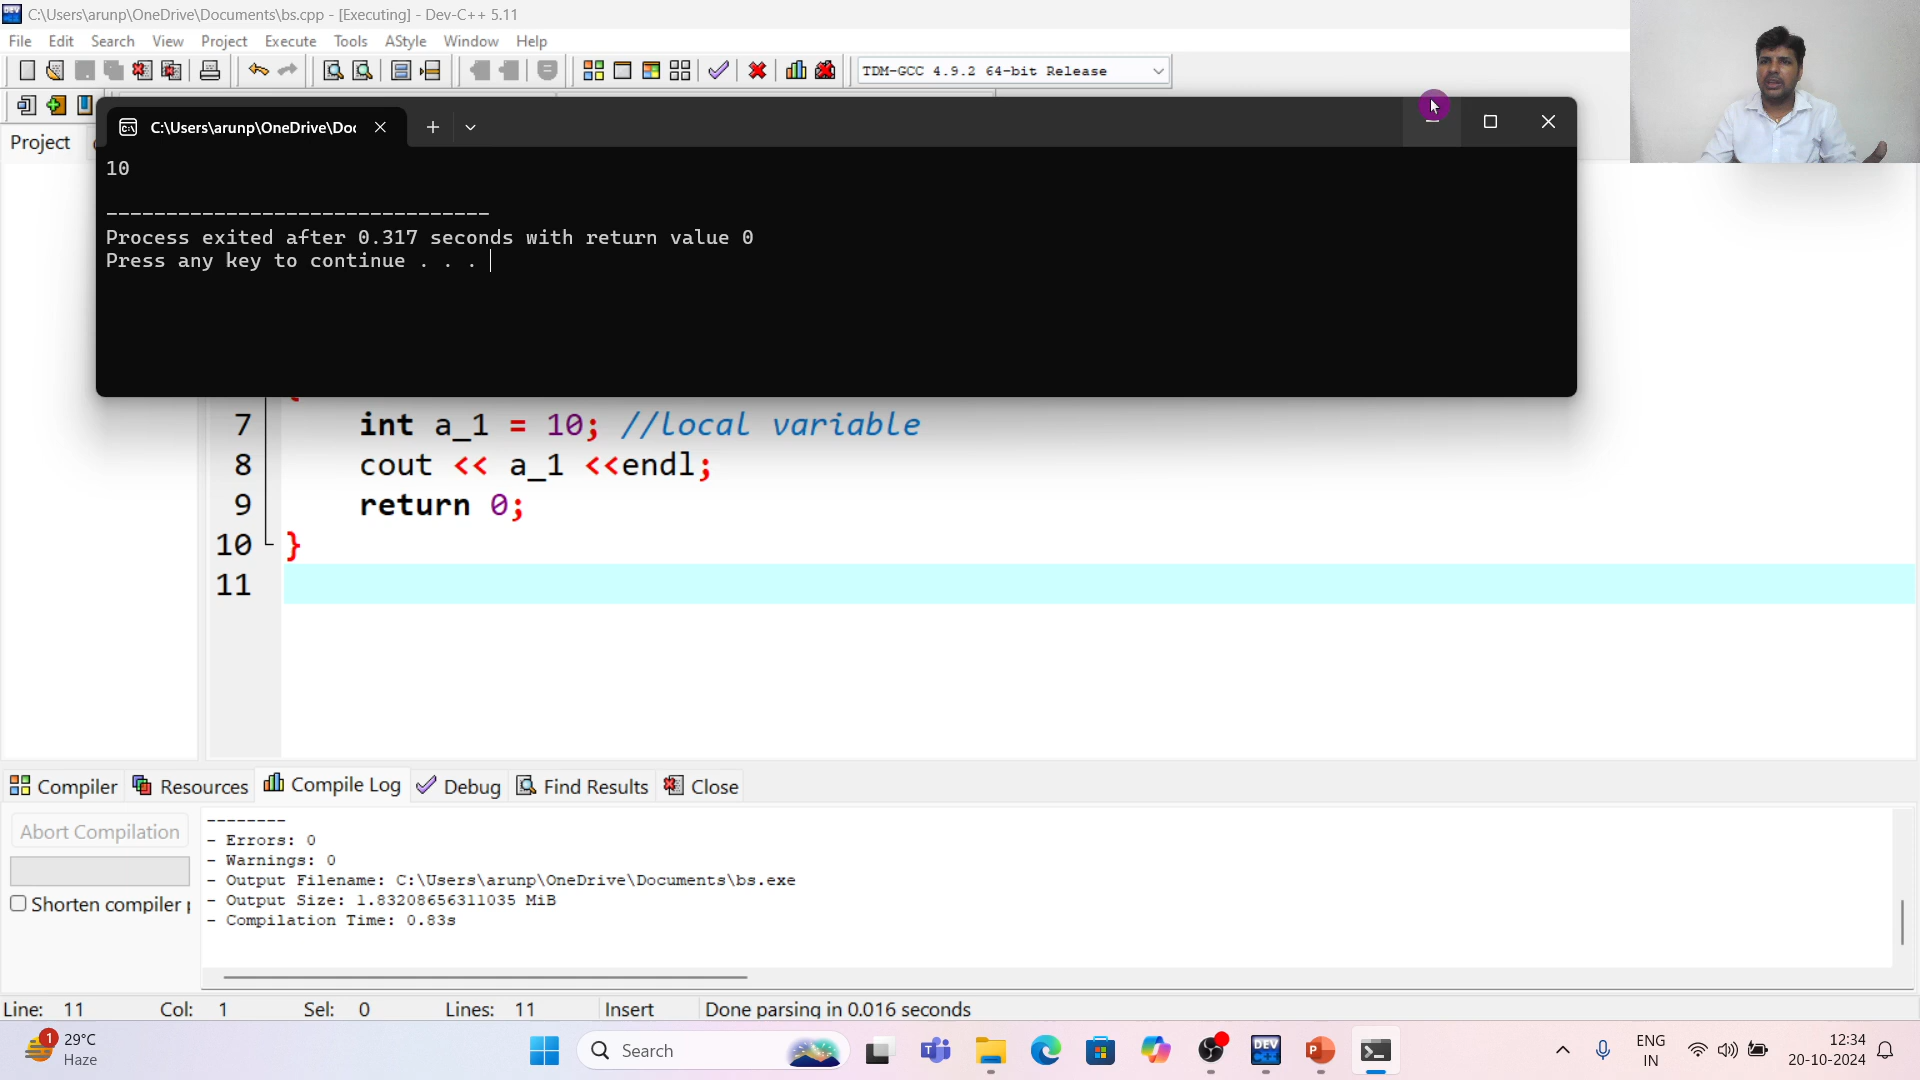 C:\Users\arunp\OneDrive\Documents\bs.cpp - [Executing] - Dev-C++ 5.11
File Edit Search View Project Execute Tools AStyle Window Help
TDM-GCC 4.9.2 64-bit Release
Project
C:\Users\arunp\OneDrive\Doc
10
--------------------------------
Process exited after 0.317 seconds with return value 0
Press any key to continue . . .
7 int a_1 = 10; //local variable
8 cout << a_1 <<endl;
9 return 0;
10 }
11
Compiler Resources Compile Log Debug Find Results Close
Abort Compilation
Shorten compiler p
--------
- Errors: 0
- Warnings: 0
- Output Filename: C:\Users\arunp\OneDrive\Documents\bs.exe
- Output Size: 1.83208656311035 MiB
- Compilation Time: 0.83s
Line: 11 Col: 1 Sel: 0 Lines: 11 Insert Done parsing in 0.016 seconds
1
29°C
Haze
Search
DEV
ENG
IN
12:34
20-10-2024